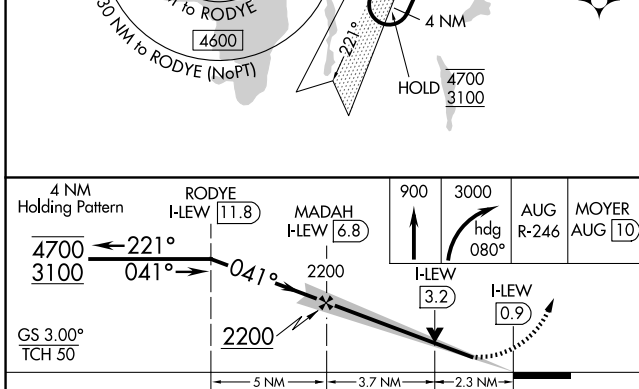 to RODYE
30 NM to RODYE (NoPT)
4600
221°
4 NM
HOLD 4700
3100
4 NM
Holding Pattern
RODYE
I-LEW 11.8
MADAH
I-LEW 6.8
900
3000
hdg
080°
AUG
R-246
MOYER
AUG 10
4700
3100
221°
041°
041°
2200
2200
I-LEW
3.2
I-LEW
0.9
GS 3.00°
TCH 50
5 NM
3.7 NM
2.3 NM